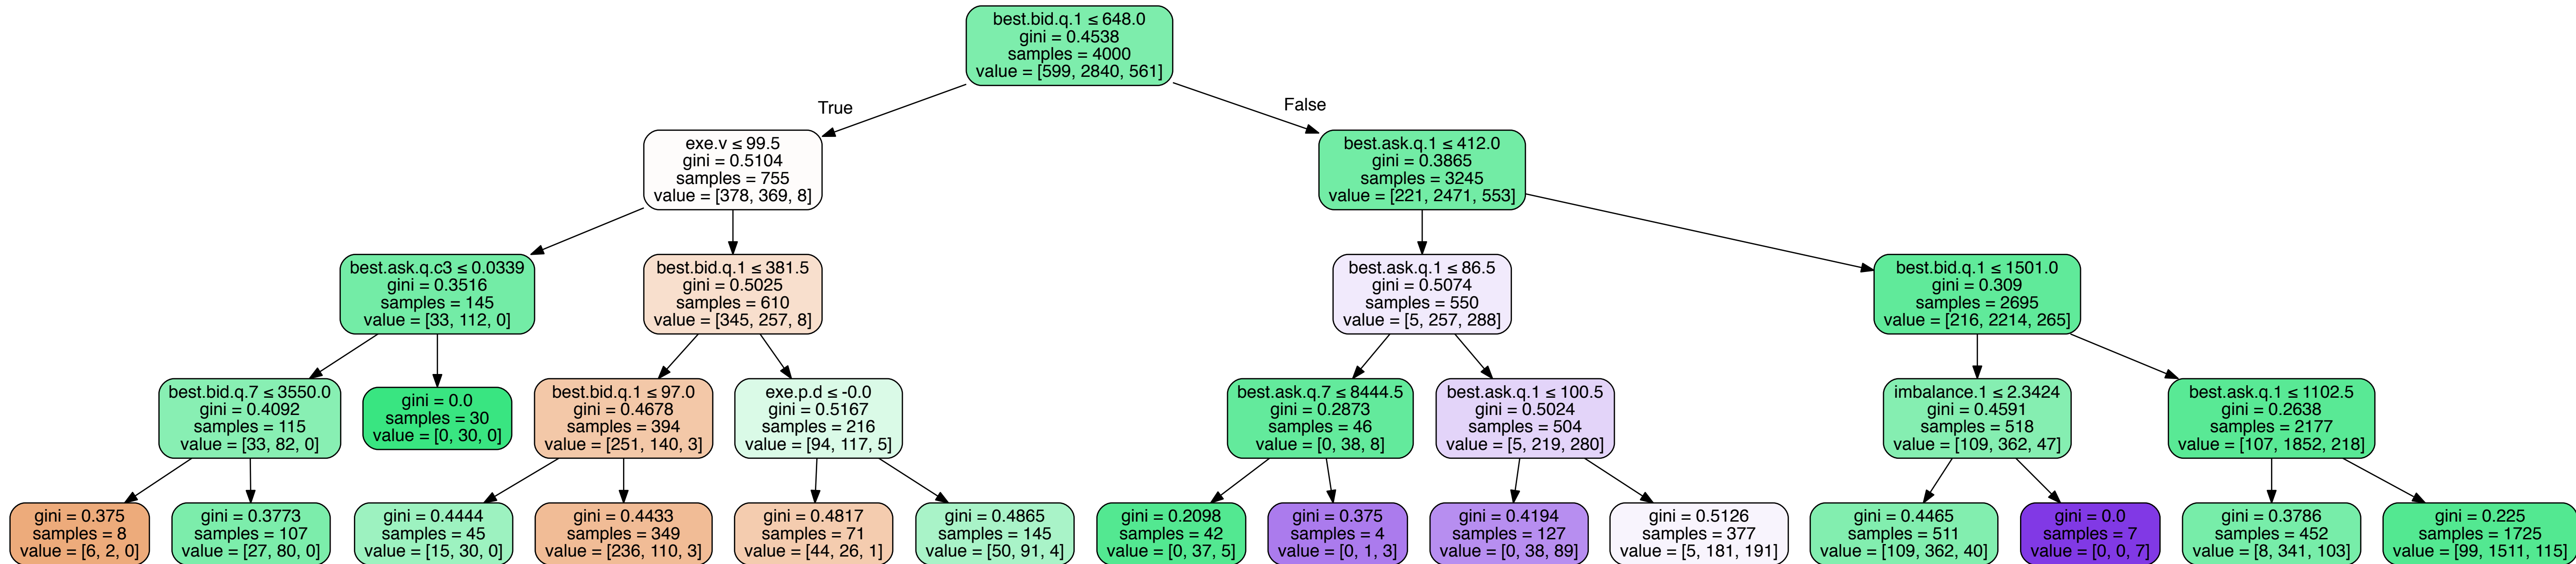 best.bid.q.1 ≤ 648.0
gini = 0.4538
samples = 4000
value = [599, 2840, 561]
True
False
exe.v ≤ 99.5
gini = 0.5104
samples = 755
value = [378, 369, 8]
best.ask.q.1 ≤ 412.0
gini = 0.3865
samples = 3245
value = [221, 2471, 553]
best.ask.q.c3 ≤ 0.0339
gini = 0.3516
samples = 145
value = [33, 112, 0]
best.bid.q.1 ≤ 381.5
gini = 0.5025
samples = 610
value = [345, 257, 8]
best.ask.q.1 ≤ 86.5
gini = 0.5074
samples = 550
value = [5, 257, 288]
best.bid.q.1 ≤ 1501.0
gini = 0.309
samples = 2695
value = [216, 2214, 265]
best.bid.q.7 ≤ 3550.0
gini = 0.4092
samples = 115
value = [33, 82, 0]
gini = 0.0
samples = 30
value = [0, 30, 0]
best.bid.q.1 ≤ 97.0
gini = 0.4678
samples = 394
value = [251, 140, 3]
exe.p.d ≤ -0.0
gini = 0.5167
samples = 216
value = [94, 117, 5]
best.ask.q.7 ≤ 8444.5
gini = 0.2873
samples = 46
value = [0, 38, 8]
best.ask.q.1 ≤ 100.5
gini = 0.5024
samples = 504
value = [5, 219, 280]
imbalance.1 ≤ 2.3424
gini = 0.4591
samples = 518
value = [109, 362, 47]
best.ask.q.1 ≤ 1102.5
gini = 0.2638
samples = 2177
value = [107, 1852, 218]
gini = 0.375
samples = 8
value = [6, 2, 0]
gini = 0.3773
samples = 107
value = [27, 80, 0]
gini = 0.4444
samples = 45
value = [15, 30, 0]
gini = 0.4433
samples = 349
value = [236, 110, 3]
gini = 0.4817
samples = 71
value = [44, 26, 1]
gini = 0.4865
samples = 145
value = [50, 91, 4]
gini = 0.2098
samples = 42
value = [0, 37, 5]
gini = 0.375
samples = 4
value = [0, 1, 3]
gini = 0.4194
samples = 127
value = [0, 38, 89]
gini = 0.5126
samples = 377
value = [5, 181, 191]
gini = 0.4465
samples = 511
value = [109, 362, 40]
gini = 0.0
samples = 7
value = [0, 0, 7]
gini = 0.3786
samples = 452
value = [8, 341, 103]
gini = 0.225
samples = 1725
value = [99, 1511, 115]